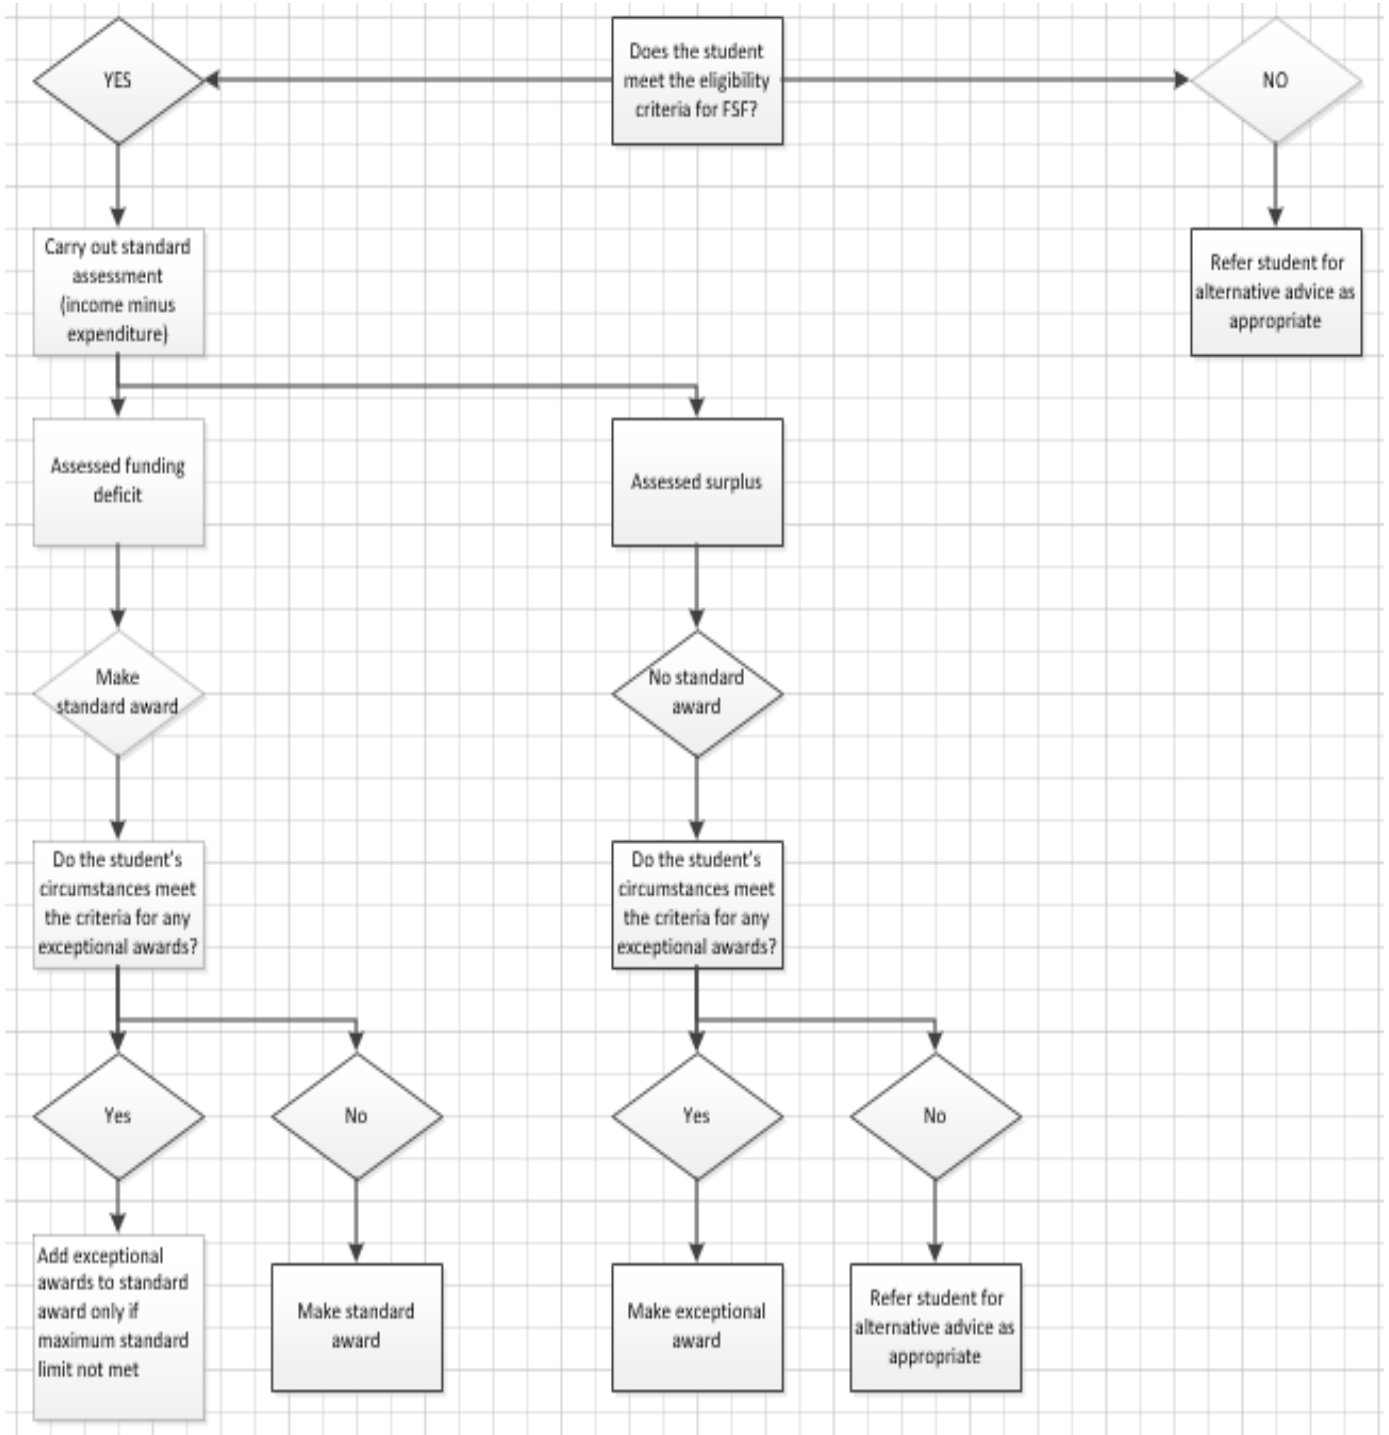 YES
Does the student
meet the eligibility
criteria for FSF?
NO
Carry out standard
assessment
(income minus
expenditure)
Refer student for
alternative advice as
appropriate
Assessed funding
deficit
Assessed surplus
Make
standard award
No standard
award
Do the student's
circumstances meet
the criteria for any
exceptional awards?
Do the student's
circumstances meet
the criteria for any
exceptional awards?
Yes
No
Yes
No
Add exceptional
awards to standard
award only if
maximum standard
limit not met
Make standard
award
Make exceptional
award
Refer student for
alternative advice as
appropriate